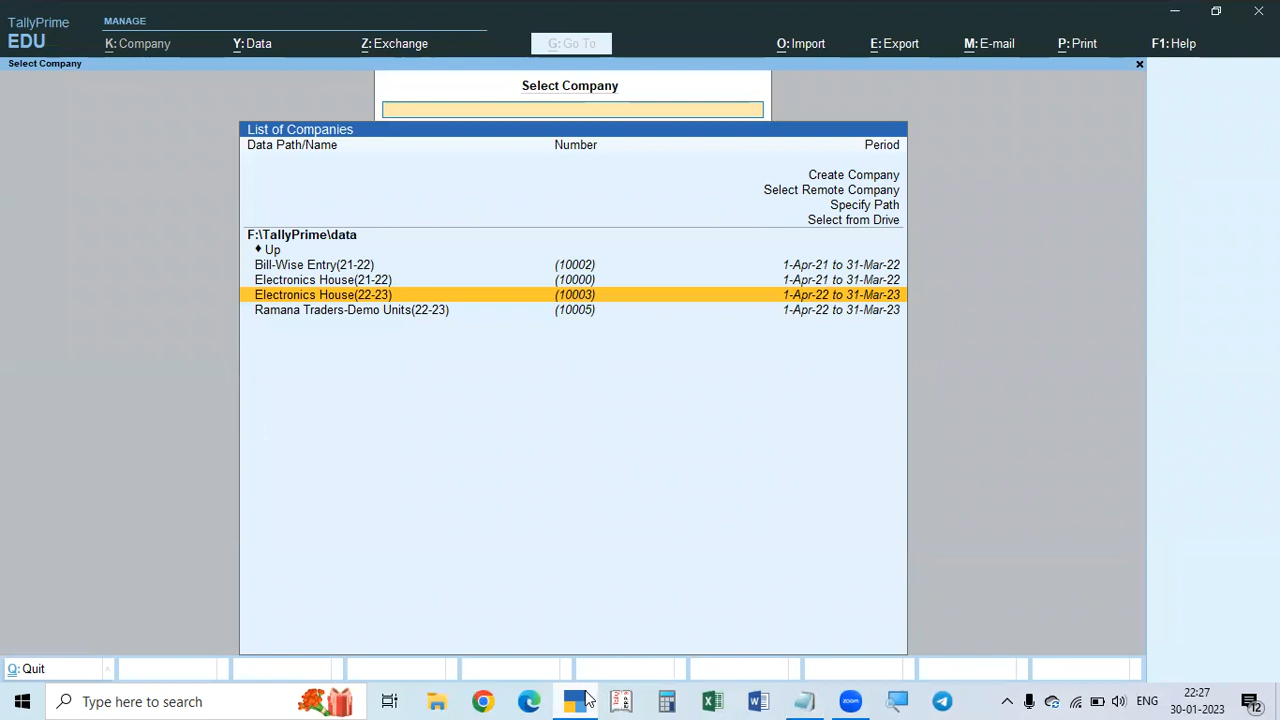 TallyPrime
EDU
MANAGE
K: Company
Y: Data
Z: Exchange
G: Go To
O: Import
E: Export
M: E-mail
P: Print
F1: Help
Select Company
Select Company
List of Companies
Data Path/Name Number Period
Create Company
Select Remote Company
Specify Path
Select from Drive
F:\TallyPrime\data
♦ Up
Bill-Wise Entry(21-22) (10002) 1-Apr-21 to 31-Mar-22
Electronics House(21-22) (10000) 1-Apr-21 to 31-Mar-22
Electronics House(22-23) (10003) 1-Apr-22 to 31-Mar-23
Ramana Traders-Demo Units(22-23) (10005) 1-Apr-22 to 31-Mar-23
Q: Quit
Type here to search
zoom
ENG
22:27
30-01-2023
12